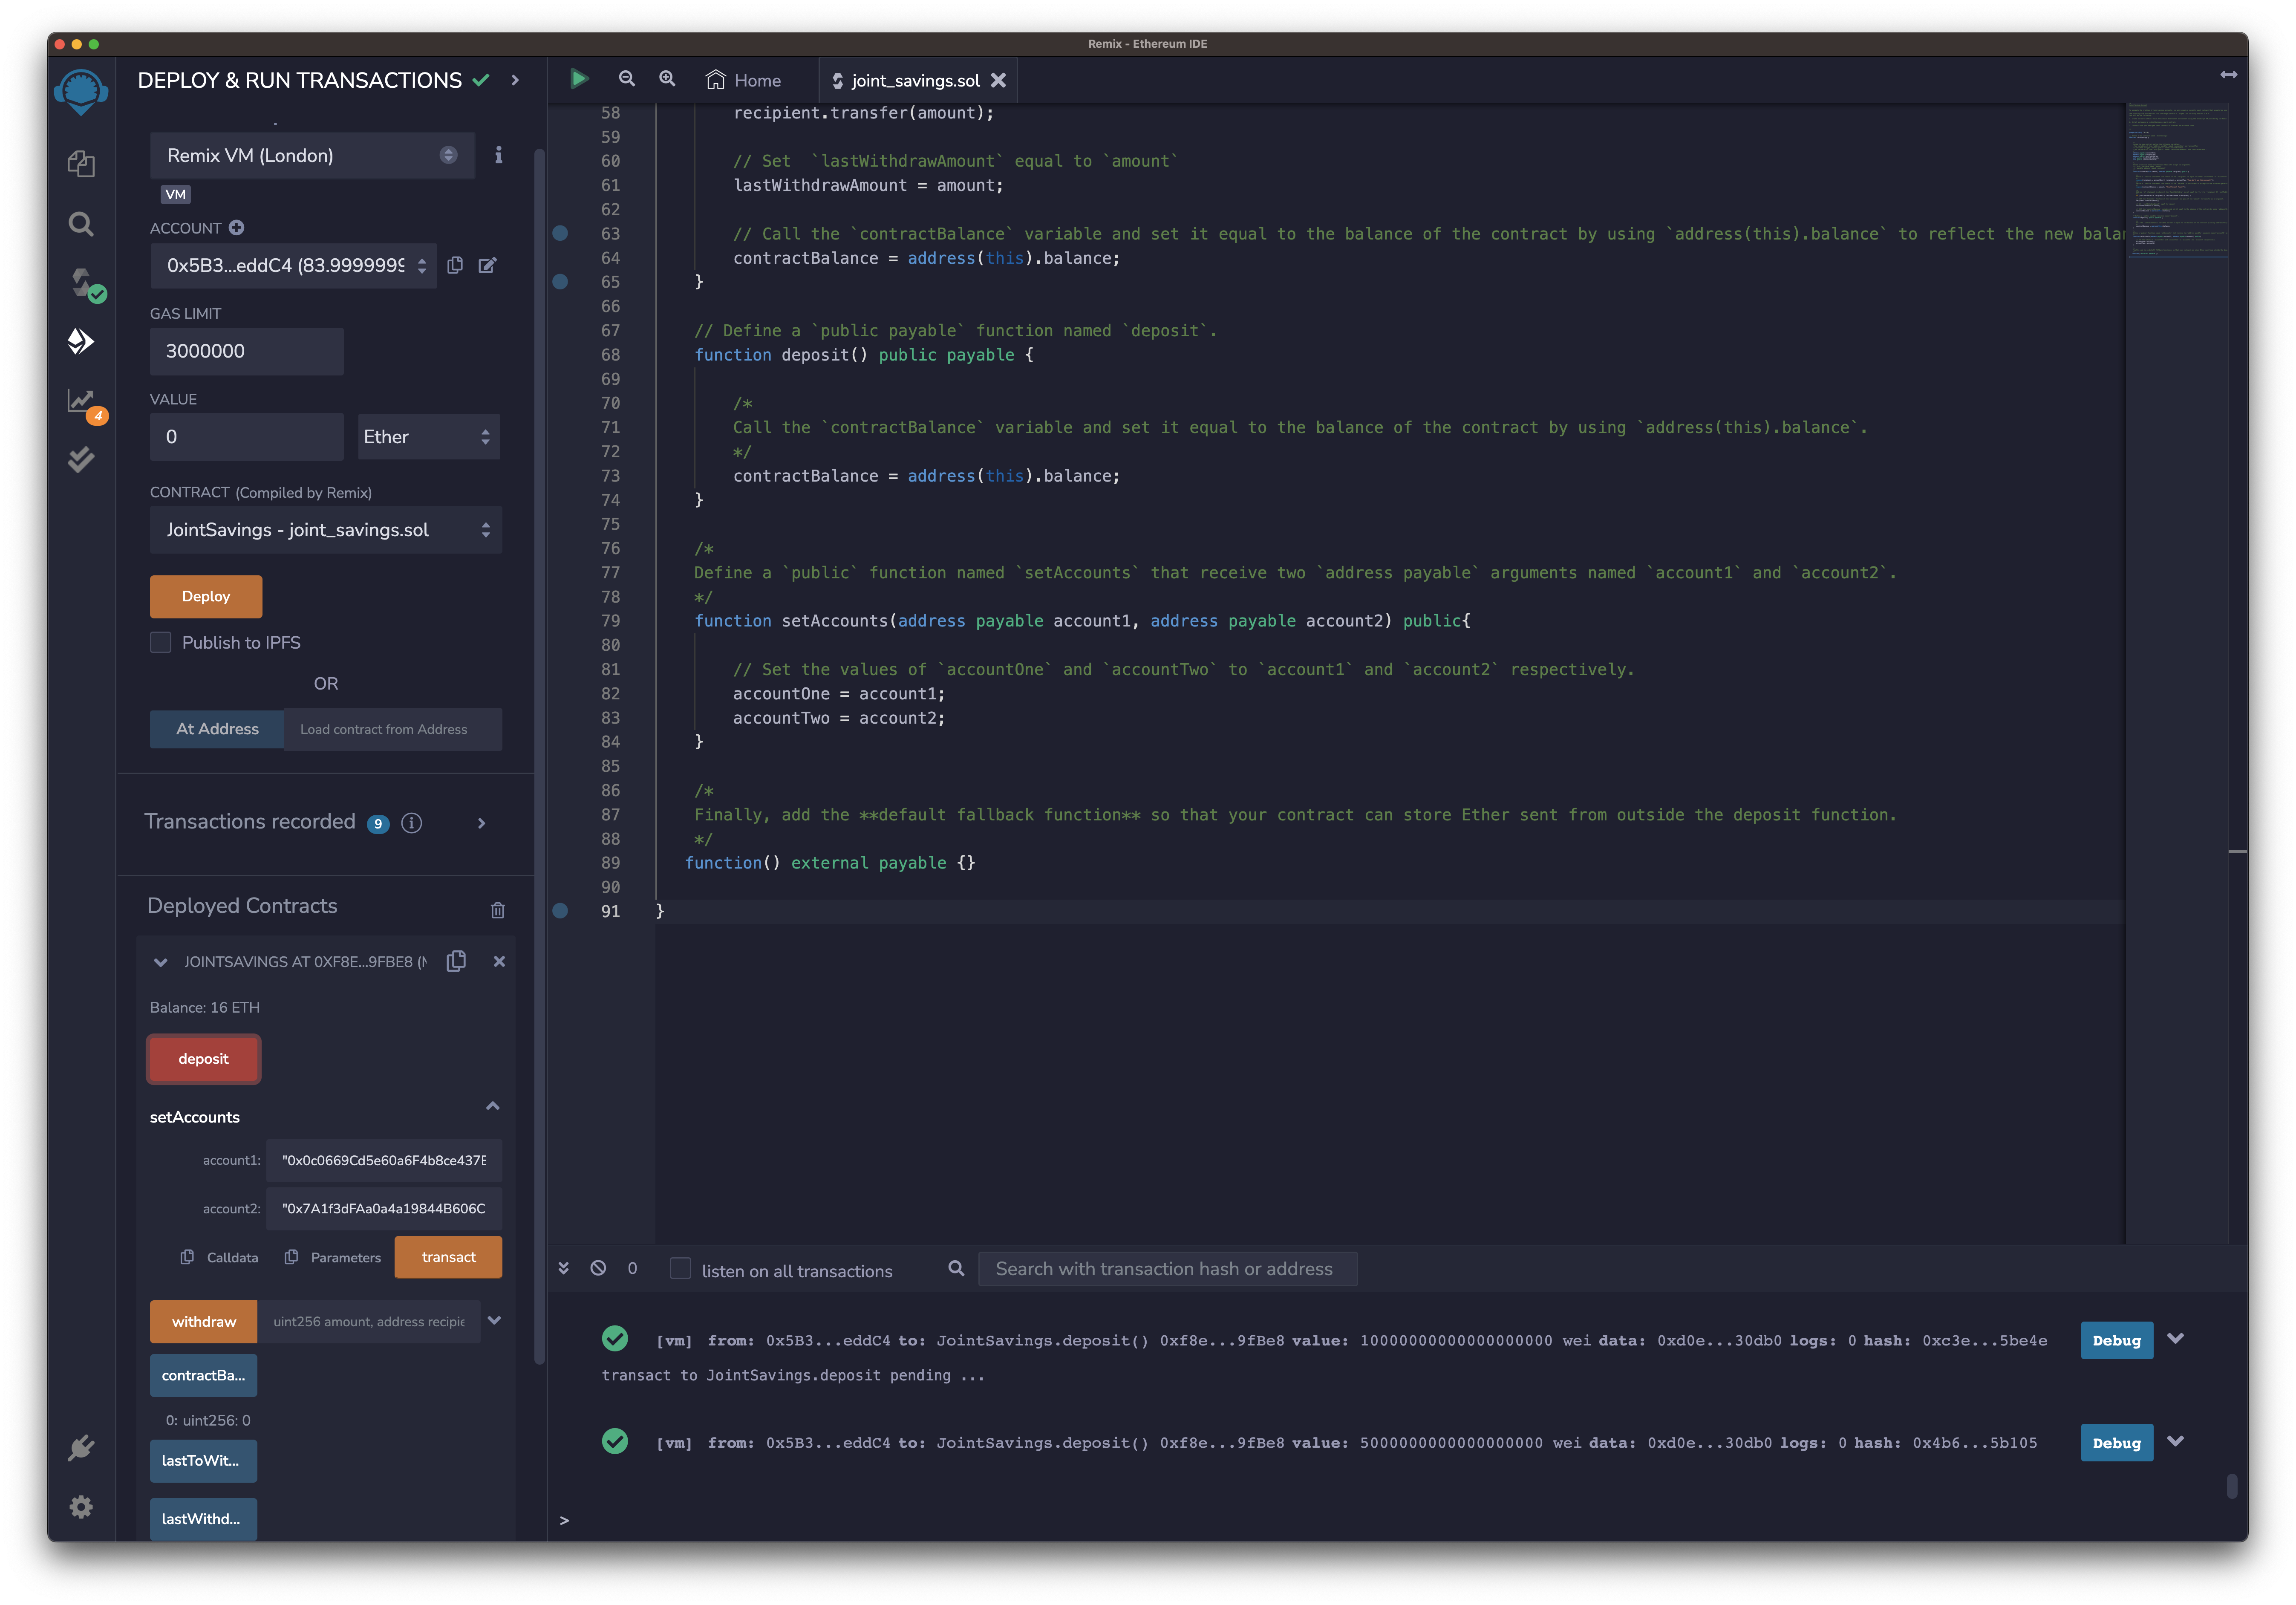 Remix - Ethereum IDE
DEPLOY & RUN TRANSACTIONS
Remix VM (London)
VM
ACCOUNT
0x5B3...eddC4 (83.9999999
GAS LIMIT
3000000
VALUE
0
Ether
CONTRACT (Compiled by Remix)
JointSavings - joint_savings.sol
Deploy
Publish to IPFS
OR
At Address
Load contract from Address
Transactions recorded 9
Deployed Contracts
JOINTSAVINGS AT 0XF8E...9FBE8 (M
Balance: 16 ETH
deposit
setAccounts
account1: "0x0c0669Cd5e60a6F4b8ce437E
account2: "0x7A1f3dFAa0a4a19844B606C
Calldata Parameters transact
withdraw uint256 amount, address recipie
contractBa...
0: uint256: 0
lastToWit...
lastWithd...
4
Home
joint_savings.sol
58 recipient.transfer(amount);
59
60 // Set  `lastWithdrawAmount` equal to `amount`
61 lastWithdrawAmount = amount;
62
63 // Call the `contractBalance` variable and set it equal to the balance of the contract by using `address(this).balance` to reflect the new balan
64 contractBalance = address(this).balance;
65 }
66
67 // Define a `public payable` function named `deposit`.
68 function deposit() public payable {
69
70 /*
71 Call the `contractBalance` variable and set it equal to the balance of the contract by using `address(this).balance`.
72 */
73 contractBalance = address(this).balance;
74 }
75
76 /*
77 Define a `public` function named `setAccounts` that receive two `address payable` arguments named `account1` and `account2`.
78 */
79 function setAccounts(address payable account1, address payable account2) public{
80
81 // Set the values of `accountOne` and `accountTwo` to `account1` and `account2` respectively.
82 accountOne = account1;
83 accountTwo = account2;
84 }
85
86 /*
87 Finally, add the **default fallback function** so that your contract can store Ether sent from outside the deposit function.
88 */
89 function() external payable {}
90
91 }
0
listen on all transactions
Search with transaction hash or address
[vm] from: 0x5B3...eddC4 to: JointSavings.deposit() 0xf8e...9fBe8 value: 10000000000000000000 wei data: 0xd0e...30db0 logs: 0 hash: 0xc3e...5be4e
Debug
transact to JointSavings.deposit pending ...
[vm] from: 0x5B3...eddC4 to: JointSavings.deposit() 0xf8e...9fBe8 value: 5000000000000000000 wei data: 0xd0e...30db0 logs: 0 hash: 0x4b6...5b105
Debug
>